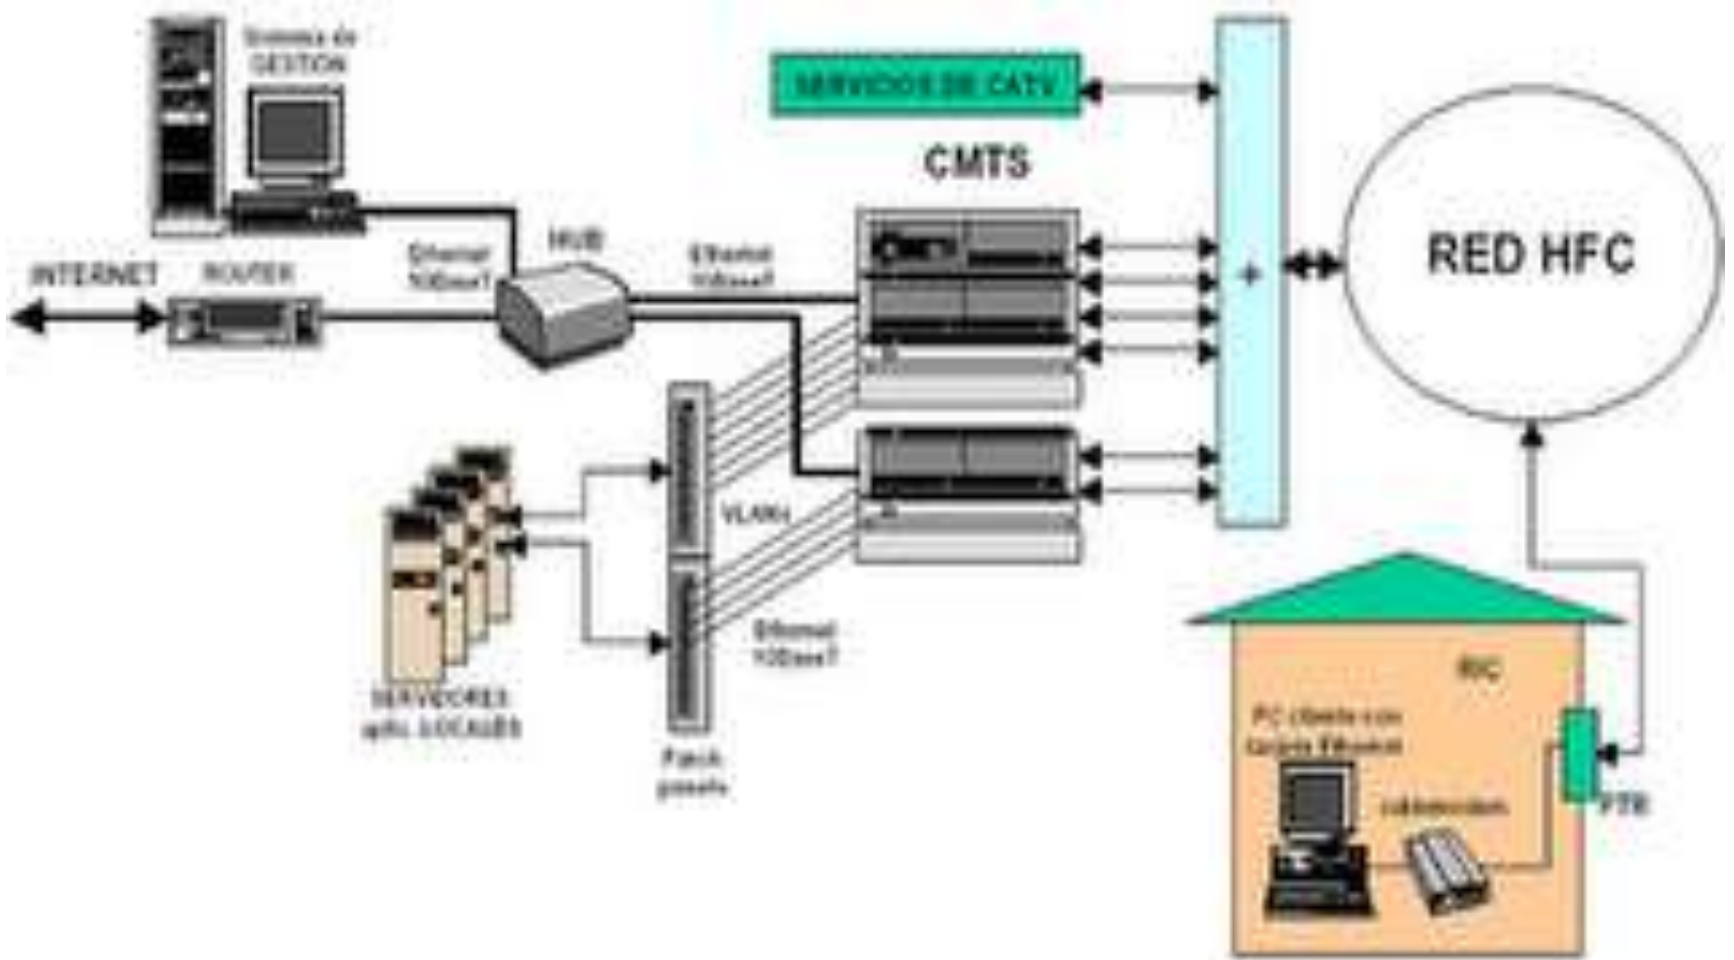 Sistema de
GESTION
SERVICIOS DE CATV
CMTS
HUB
Ethernet
10BaseT
Ethernet
10BaseT
INTERNET
ROUTER
RED HFC
+
VLANs
Ethernet
10BaseT
SERVIDORES
aplic. LOCALES
Patch
panels
PC cliente con
tarjeta Ethernet
cablemodem
PTR